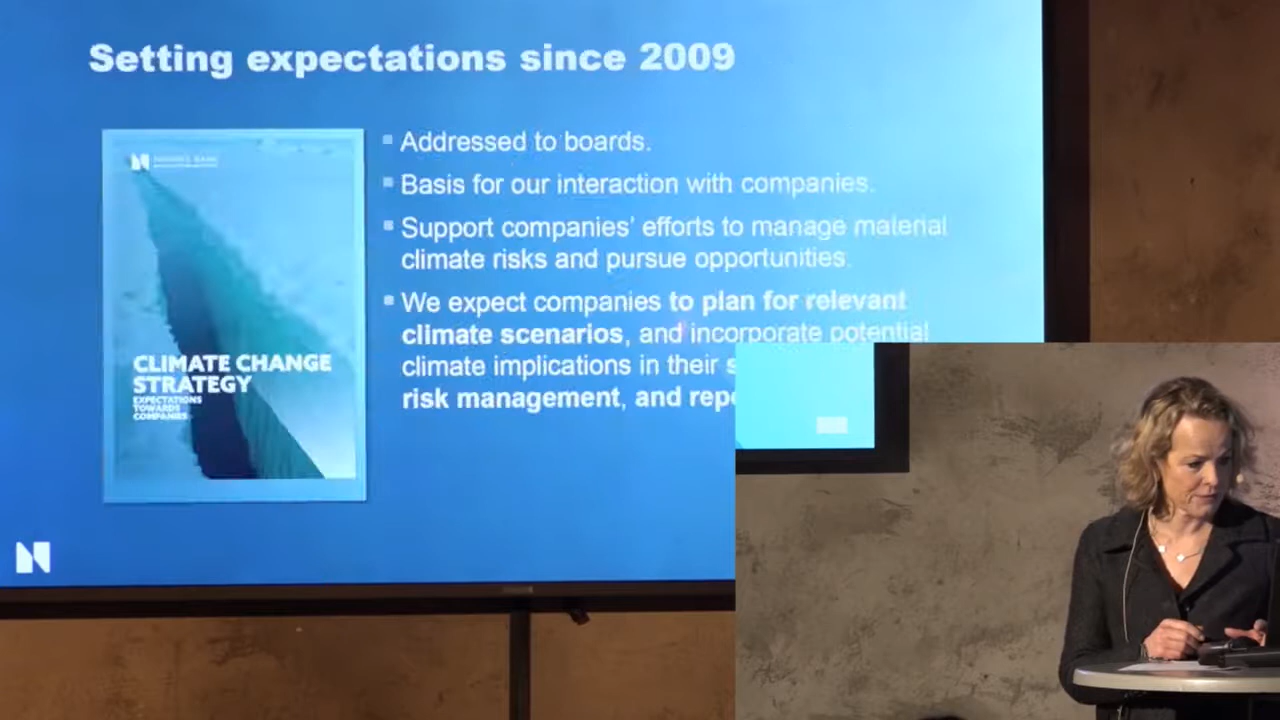 Setting expectations since 2009
Addressed to boards.
Basis for our interaction with companies.
Support companies' efforts to manage material
climate risks and pursue opportunities.
We expect companies to plan for relevant
climate scenarios, and incorporate potential
climate implications in their
risk management, and
NORGES BANK
CLIMATE CHANGE
STRATEGY
EXPECTATIONS
TOWARDS
COMPANIES